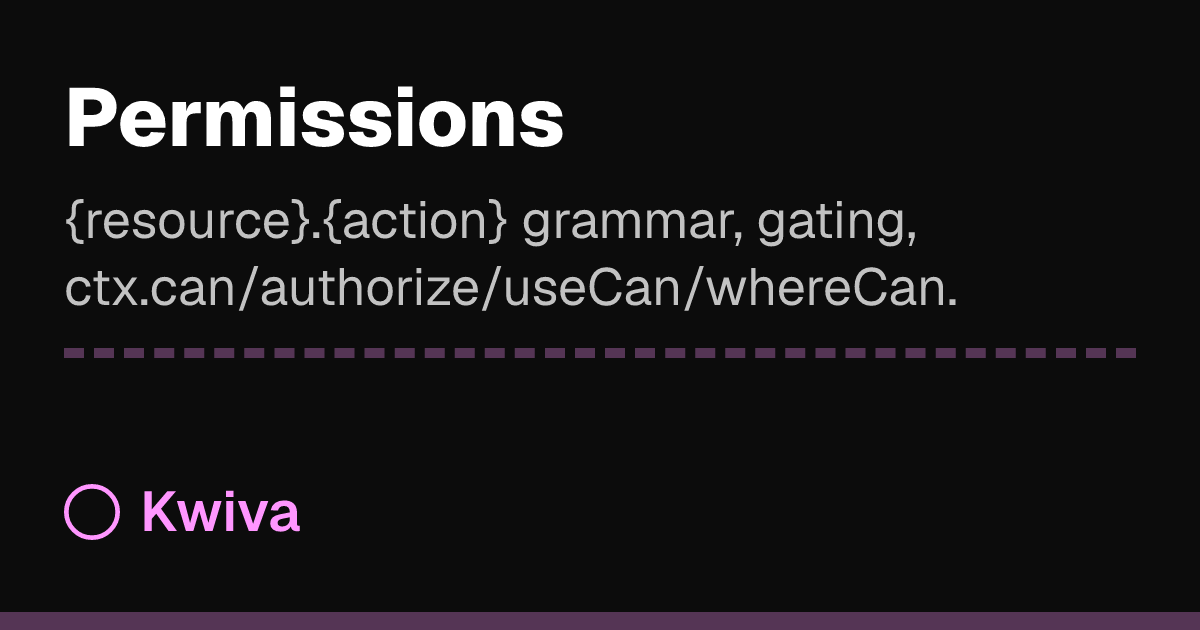 Permissions
{resource}.{action} grammar, gating,
ctx.can/authorize/useCan/whereCan.
Kwiva